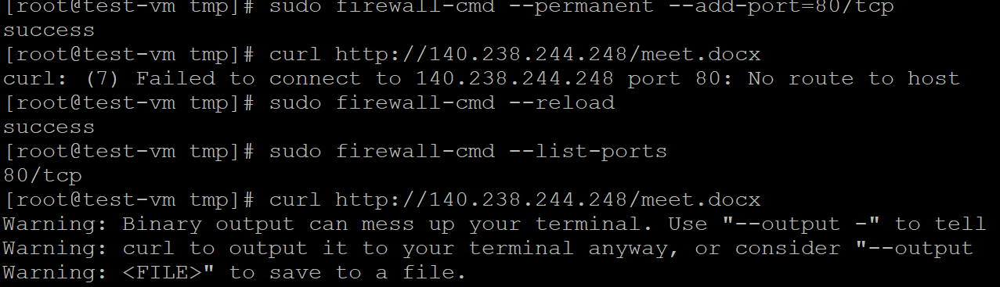 [root@test-vm tmp]# sudo firewall-cmd --permanent --add-port=80/tcp
success
[root@test-vm tmp]# curl http://140.238.244.248/meet.docx
curl: (7) Failed to connect to 140.238.244.248 port 80: No route to host
[root@test-vm tmp]# sudo firewall-cmd --reload
success
[root@test-vm tmp]# sudo firewall-cmd --list-ports
80/tcp
[root@test-vm tmp]# curl http://140.238.244.248/meet.docx
Warning: Binary output can mess up your terminal. Use "--output -" to tell
Warning: curl to output it to your terminal anyway, or consider "--output
Warning: <FILE>" to save to a file.